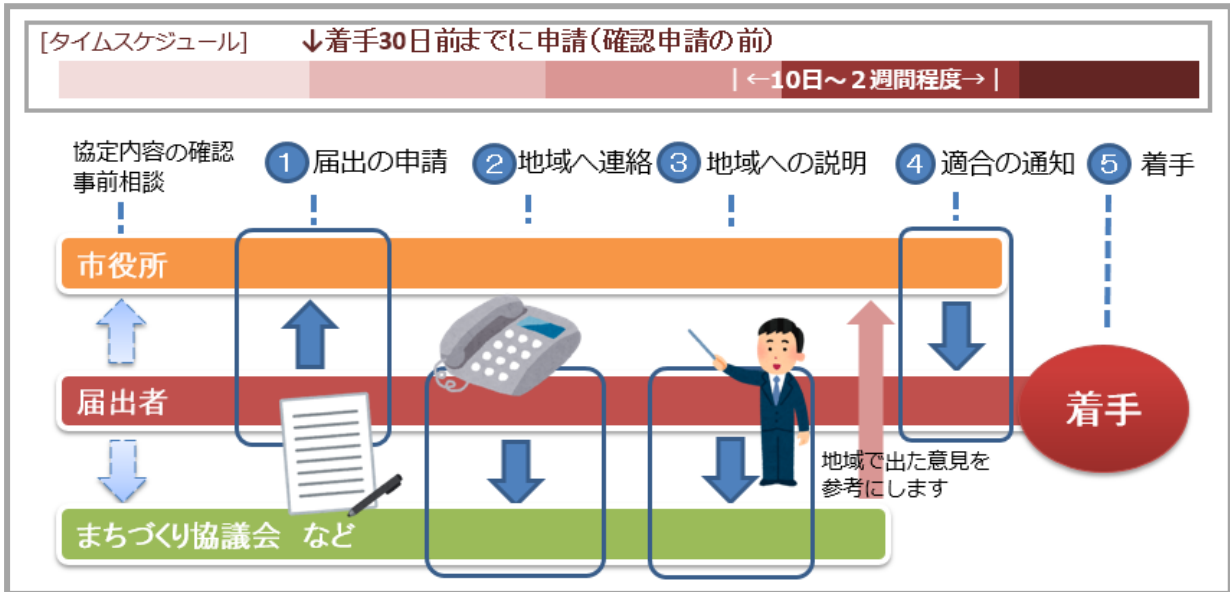 [タイムスケジュール] ↓着手30日前までに申請(確認申請の前)
|←10日～2週間程度→|
協定内容の確認
事前相談
① 届出の申請
② 地域へ連絡
③ 地域への説明
④ 適合の通知
⑤ 着手
市役所
届出者
着手
地域で出た意見を
参考にします
まちづくり協議会 など